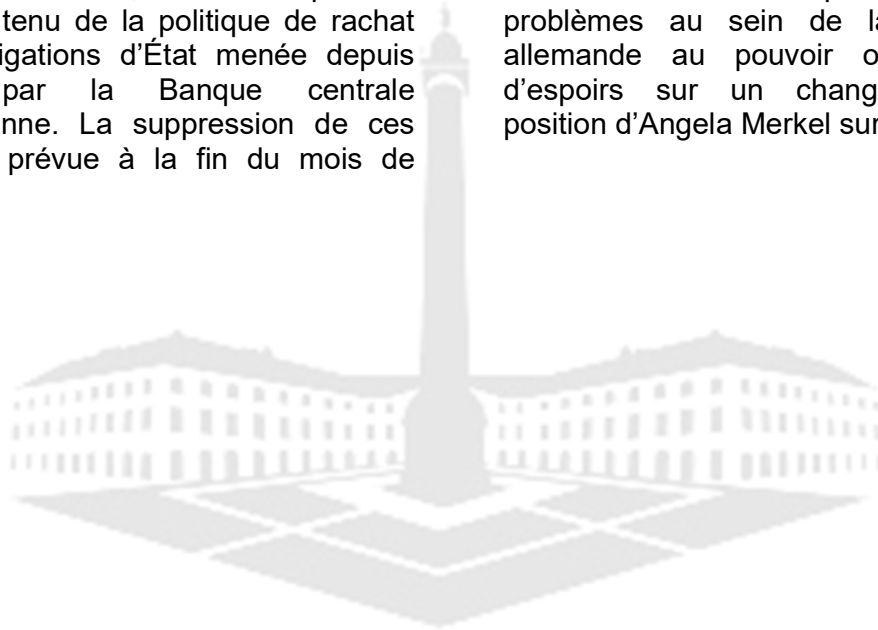 tenu de la politique de rachat
igations d’État menée depuis
par la Banque centrale
nne. La suppression de ces
prévue à la fin du mois de
problèmes au sein de la
allemande au pouvoir o
d’espoirs sur un chang
position d’Angela Merkel sur